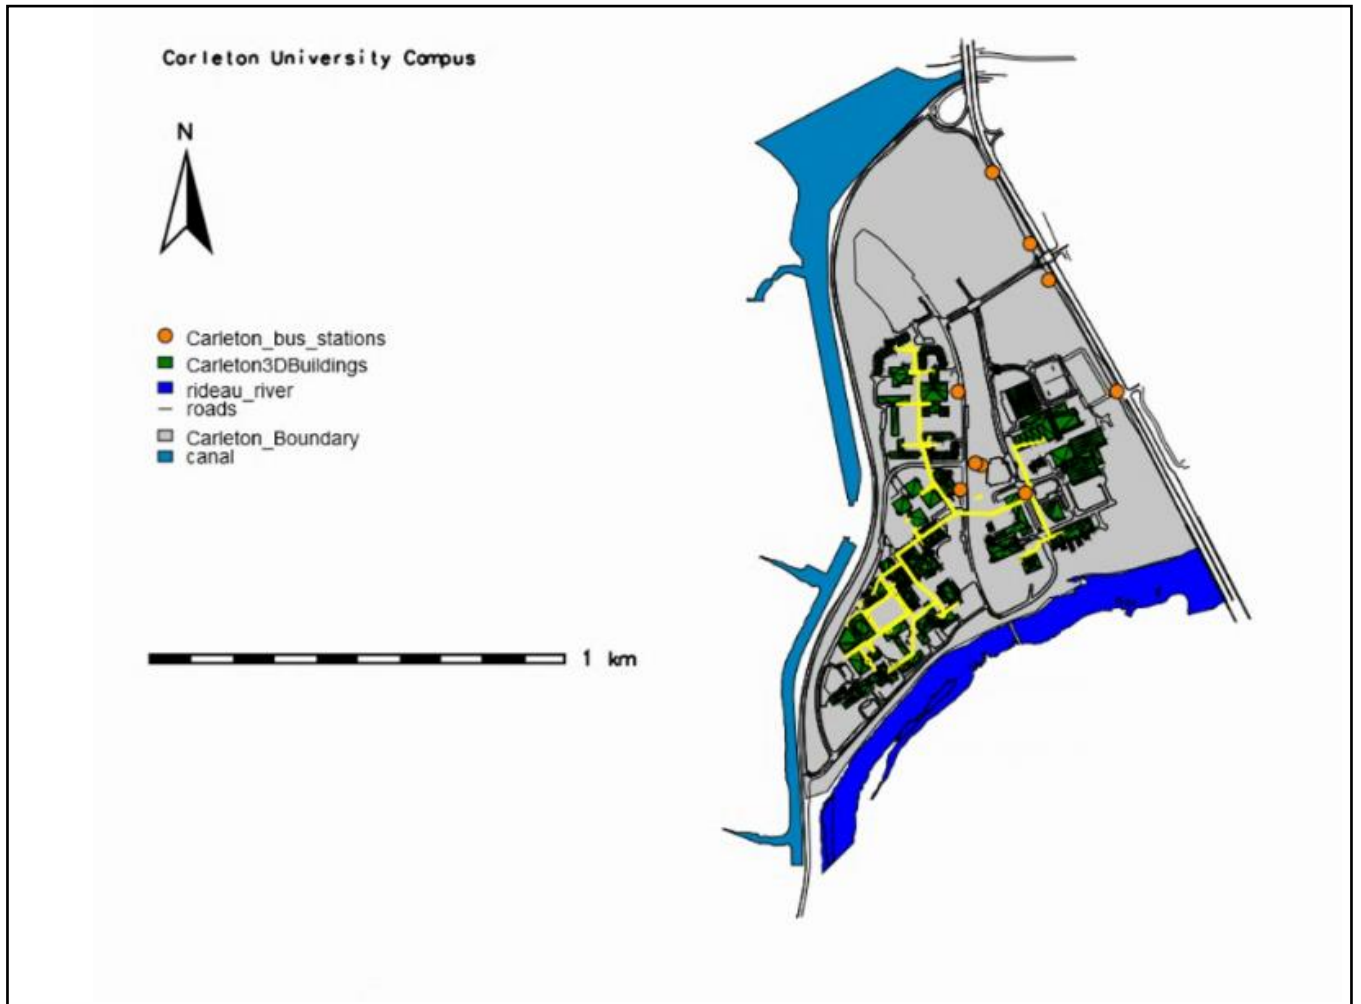 Carleton University Campus
N
Carleton_bus_stations
Carleton3DBuildings
rideau_river
roads
Carleton_Boundary
canal
1 km